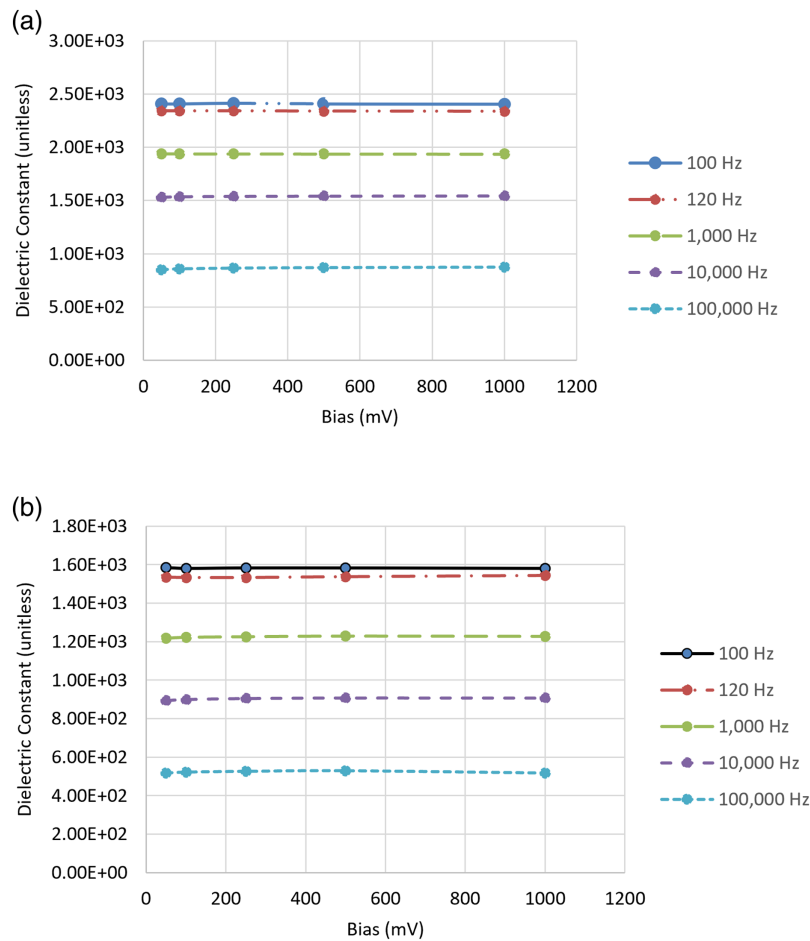 (a)
3.00E+03
2.50E+03
2.00E+03
1.50E+03
1.00E+03
5.00E+02
0.00E+00
Dielectric Constant (unitless)
0 200 400 600 800 1000 1200
Bias (mV)
100 Hz
120 Hz
1,000 Hz
10,000 Hz
100,000 Hz
(b)
1.80E+03
1.60E+03
1.40E+03
1.20E+03
1.00E+03
8.00E+02
6.00E+02
4.00E+02
2.00E+02
0.00E+00
Dielectric Constant (unitless)
0 200 400 600 800 1000 1200
Bias (mV)
100 Hz
120 Hz
1,000 Hz
10,000 Hz
100,000 Hz